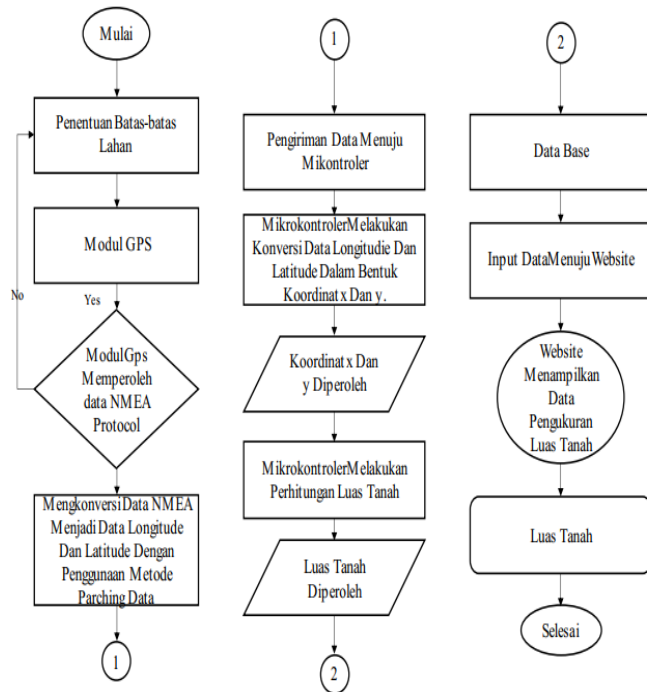 Mulai
Penentuan Batas-batas
Lahan
Modul GPS
No
Yes
ModulGps
Memperoleh
data NMEA
Protocol
MengkonversiData NMEA
MenjadiData Longitude
Dan Latitude Dengan
Penggunaan Metode
Parching Data
1
1
Pengiriman Data Menuju
Mikontroler
MikrokontrolerMelakukan
Konversi Data Longitudie Dan
Latitude Dalam Bentuk
Koordinat x Dan y.
Koordinat x Dan
y Diperoleh
MikrokontrolerMelakukan
Perhitungan Luas Tanah
Luas Tanah
Diperoleh
2
2
Data Base
Input DataMenuju Website
Website
Menampilkan
Data
Pengukuran
Luas Tanah
Luas Tanah
Selesai